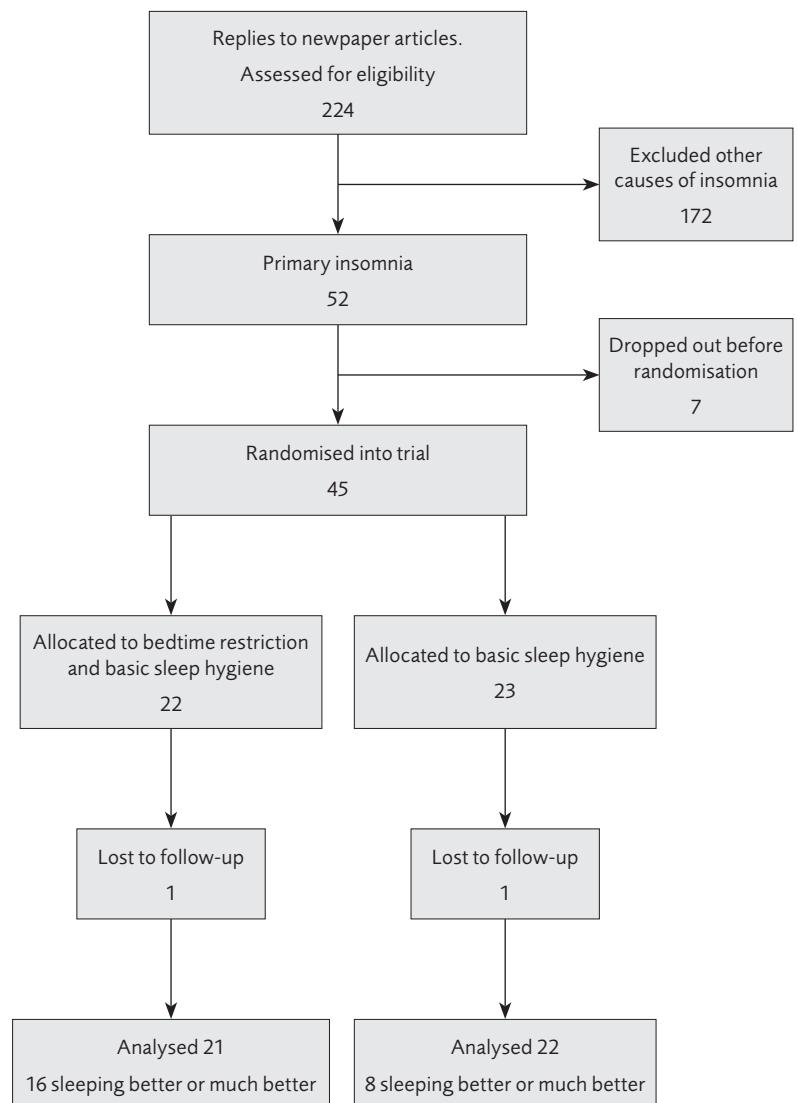 Replies to newpaper articles.
Assessed for eligibility
224
Excluded other
causes of insomnia
172
Primary insomnia
52
Dropped out before
randomisation
7
Randomised into trial
45
Allocated to bedtime restriction
and basic sleep hygiene
22
Allocated to basic sleep hygiene
23
Lost to follow-up
1
Lost to follow-up
1
Analysed 21
16 sleeping better or much better
Analysed 22
8 sleeping better or much better